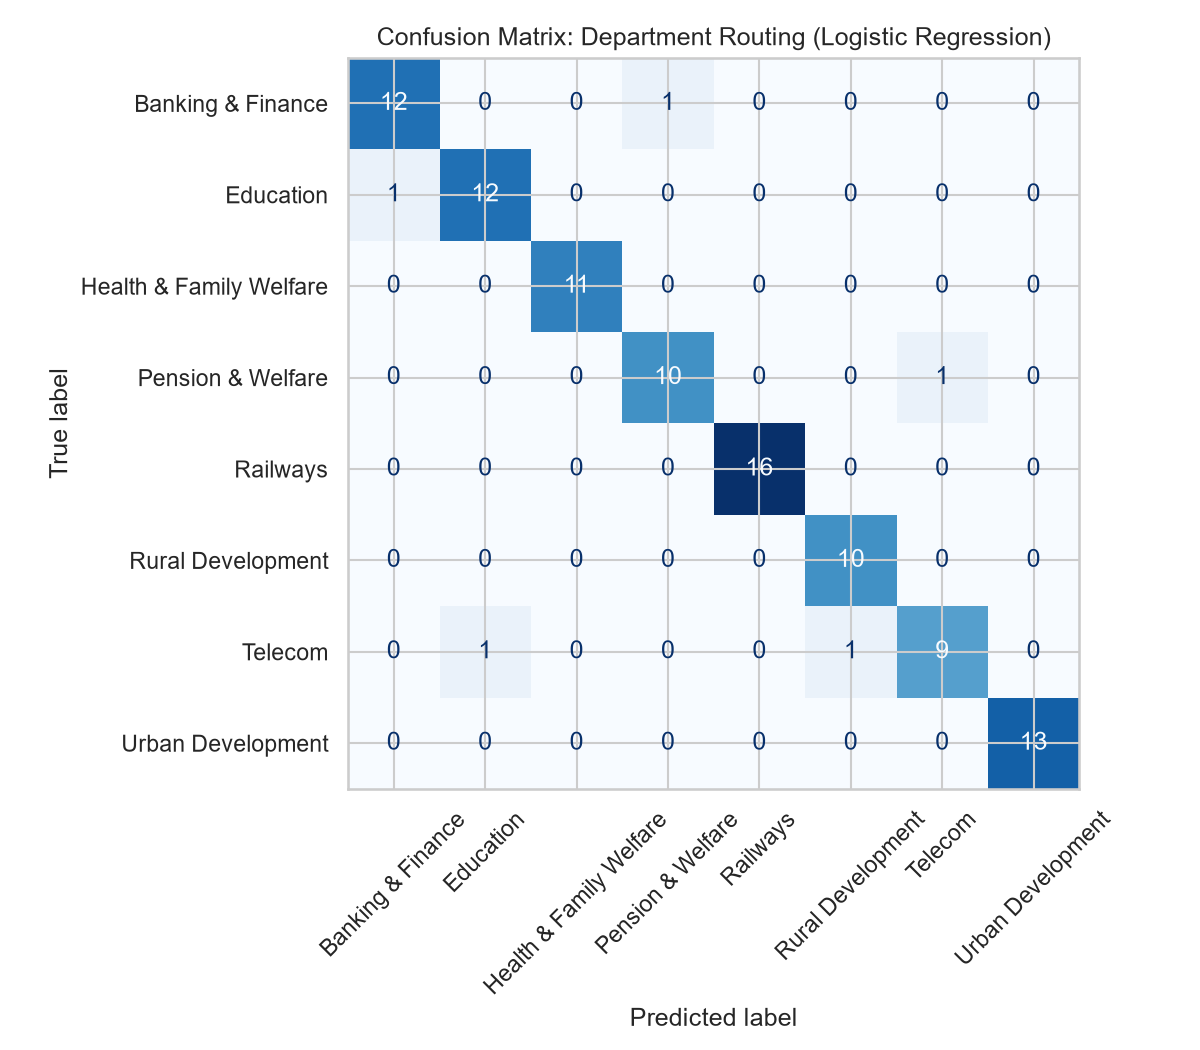 Confusion Matrix: Department Routing (Logistic Regression)
Banking & Finance 12 0 0 1 0 0 0 0
Education 1 12 0 0 0 0 0 0
Health & Family Welfare 0 0 11 0 0 0 0 0
Pension & Welfare 0 0 0 10 0 0 1 0
Railways 0 0 0 0 16 0 0 0
Rural Development 0 0 0 0 0 10 0 0
Telecom 0 1 0 0 0 1 9 0
Urban Development 0 0 0 0 0 0 0 13
True label
Banking & Finance
Education
Health & Family Welfare
Pension & Welfare
Railways
Rural Development
Telecom
Urban Development
Predicted label